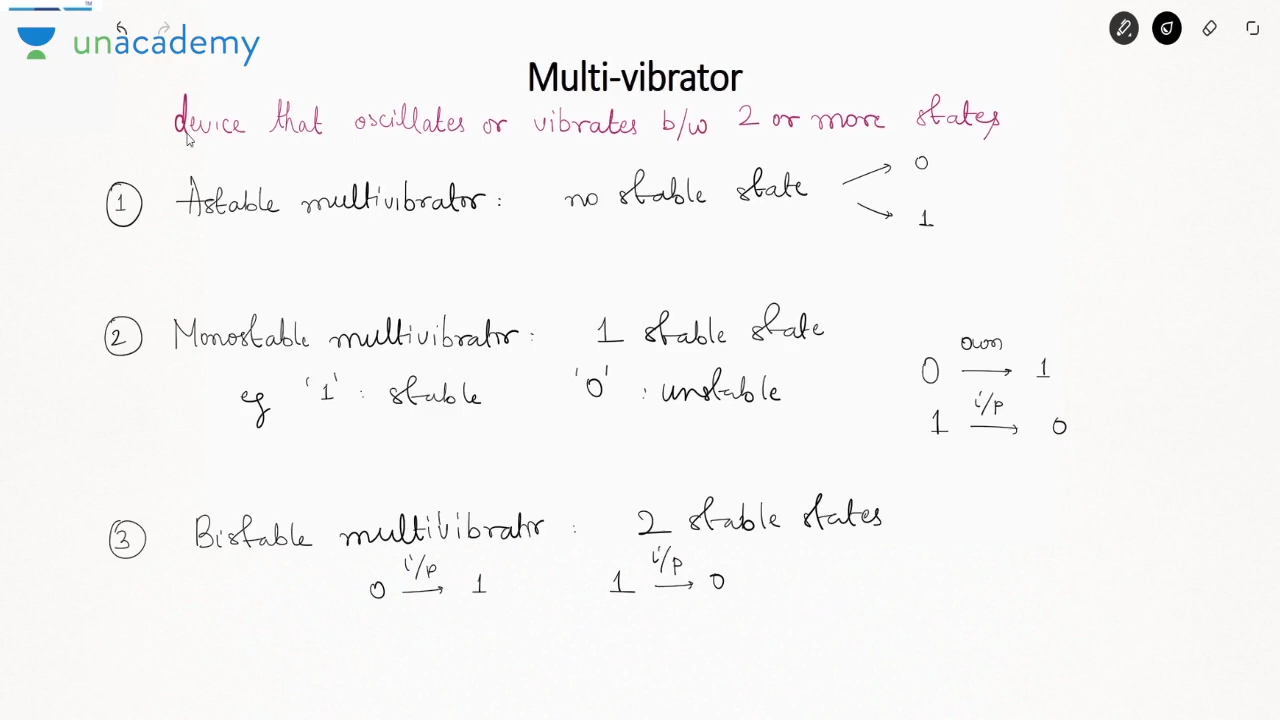 unacademy
Multi-vibrator
device that oscillates or vibrates b/w 2 or more states
1 Astable multivibrator : no stable state 0
1
2 Monostable multivibrator : 1 stable state
eg '1' : stable '0' : unstable
0 own 1
1 i/p 0
3 Bistable multivibrator : 2 stable states
0 i/p 1 1 i/p 0